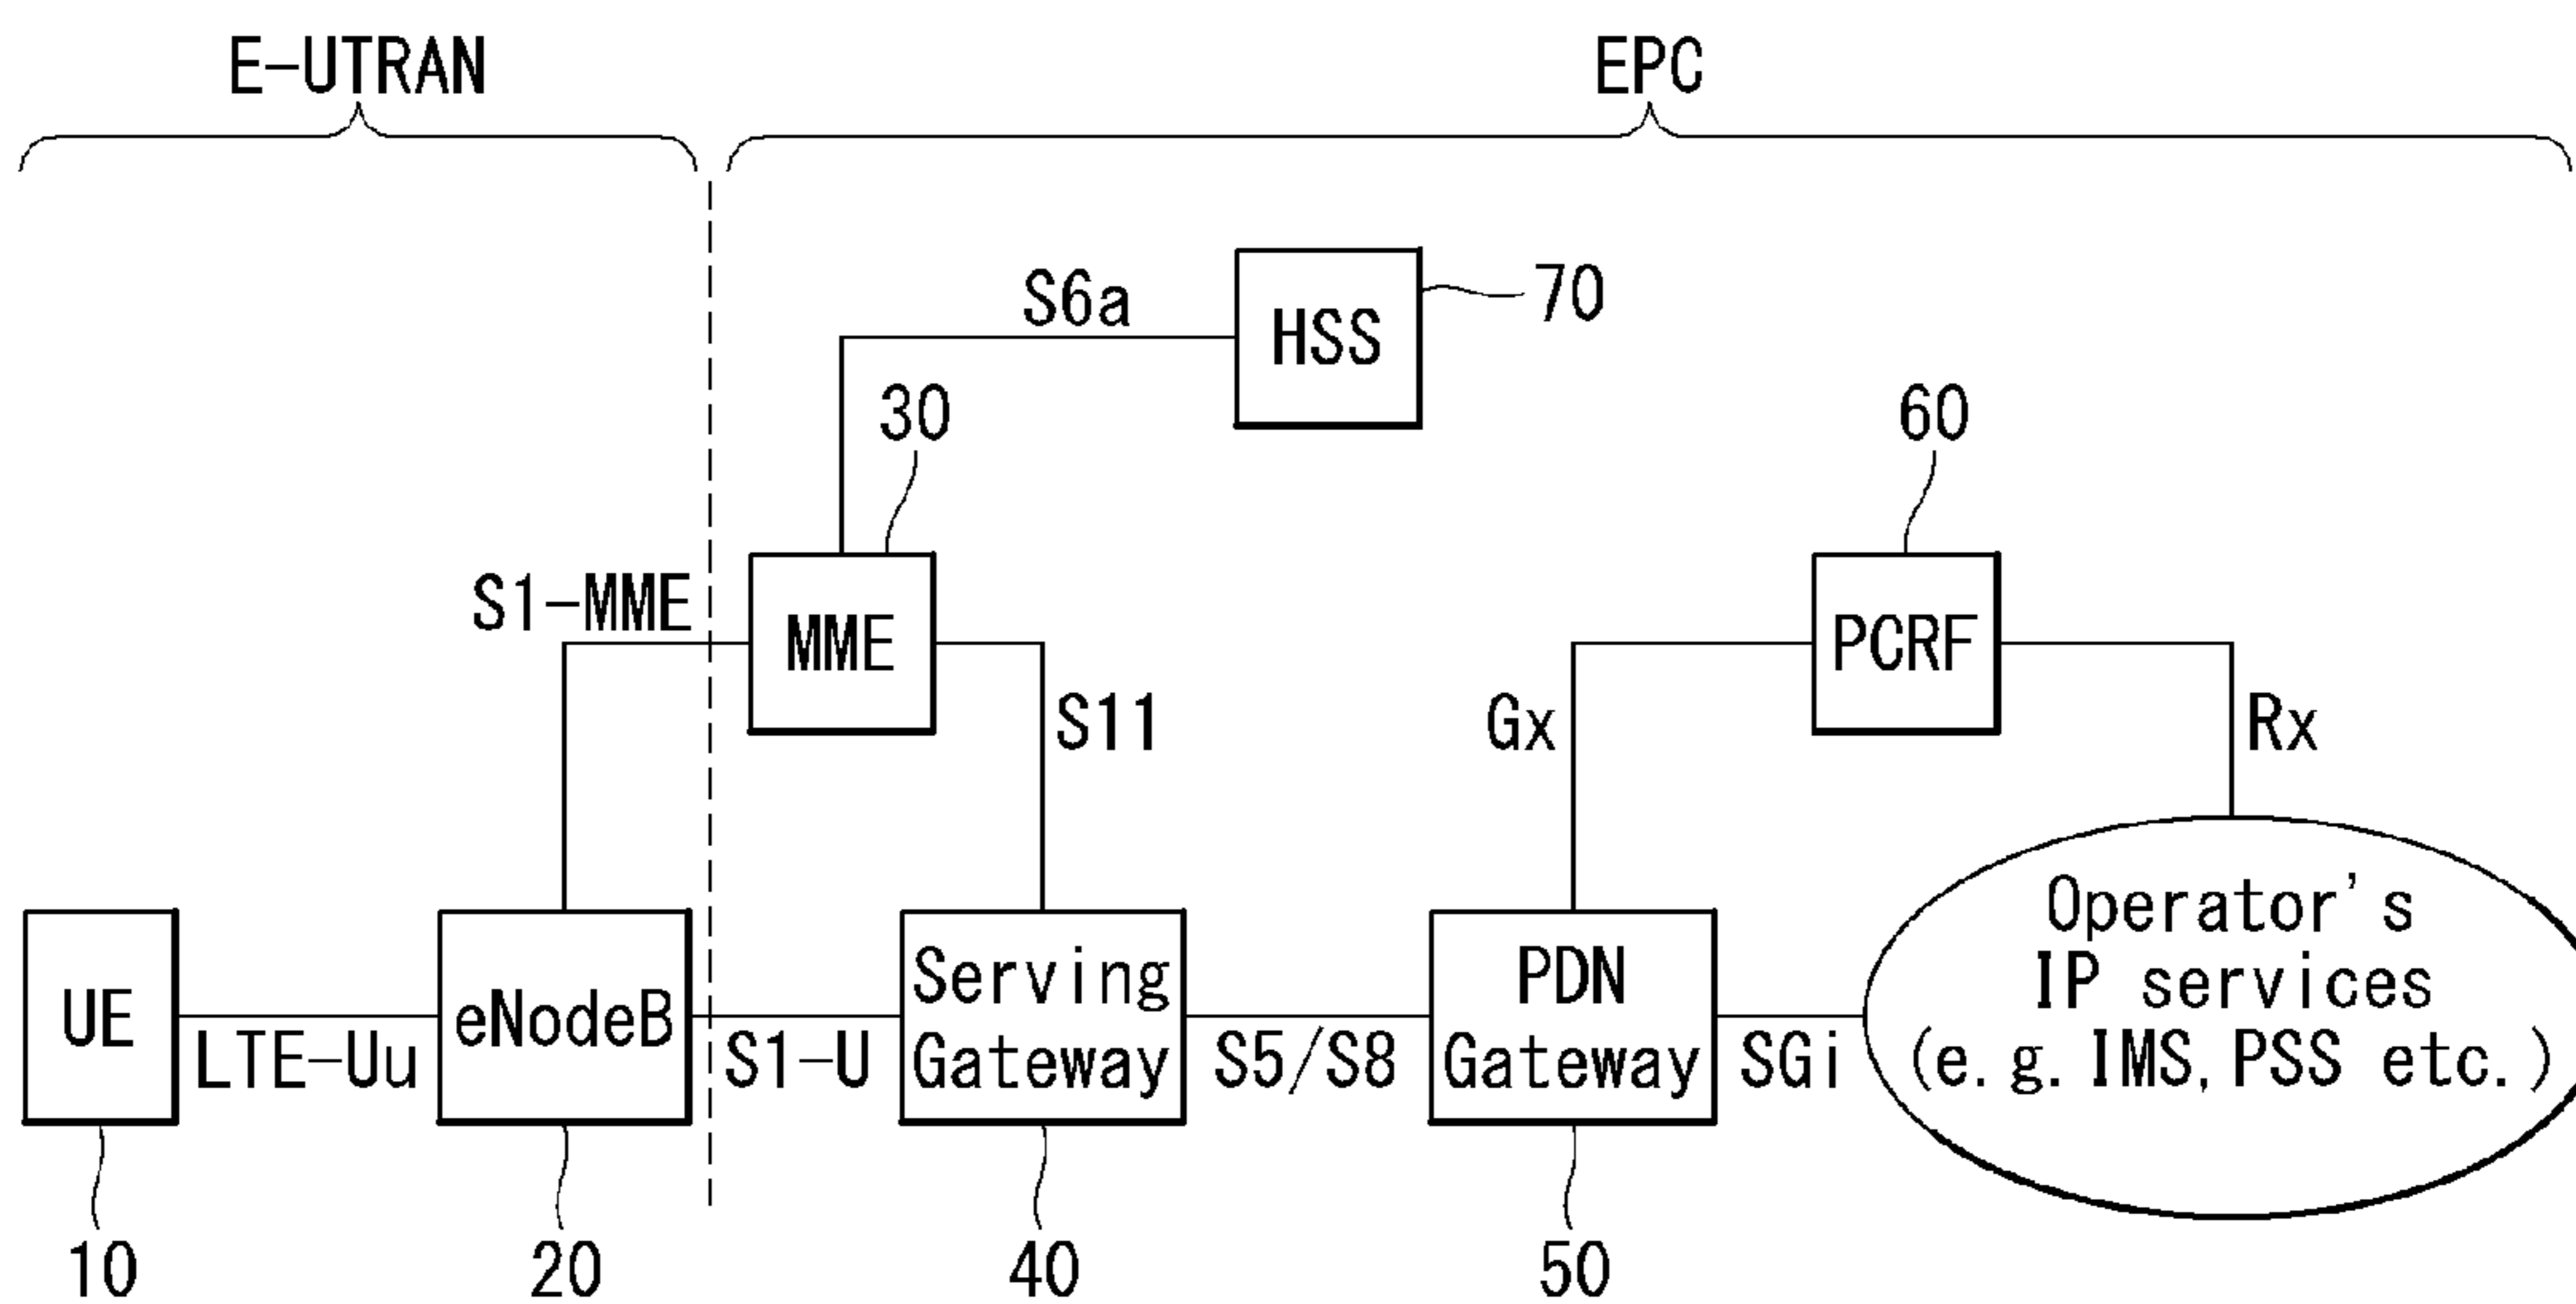 E-UTRAN
EPC
S6a
HSS
70
30
60
S1-MME
MME
PCRF
S11
Gx
Rx
UE
LTE-Uu
eNodeB
S1-U
Serving
Gateway
S5/S8
PDN
Gateway
SGi
Operator's
IP services
(e.g. IMS, PSS etc.)
10
20
40
50